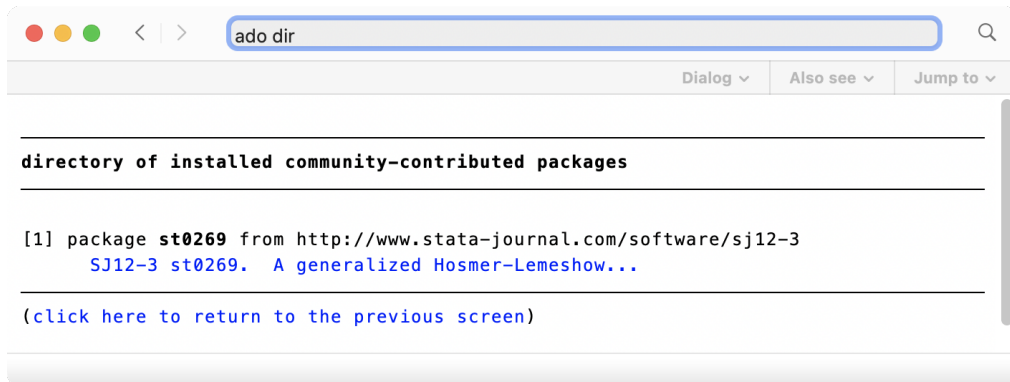 ado dir
Dialog Also see Jump to
directory of installed community-contributed packages
[1] package st0269 from http://www.stata-journal.com/software/sj12-3
SJ12-3 st0269. A generalized Hosmer-Lemeshow...
(click here to return to the previous screen)